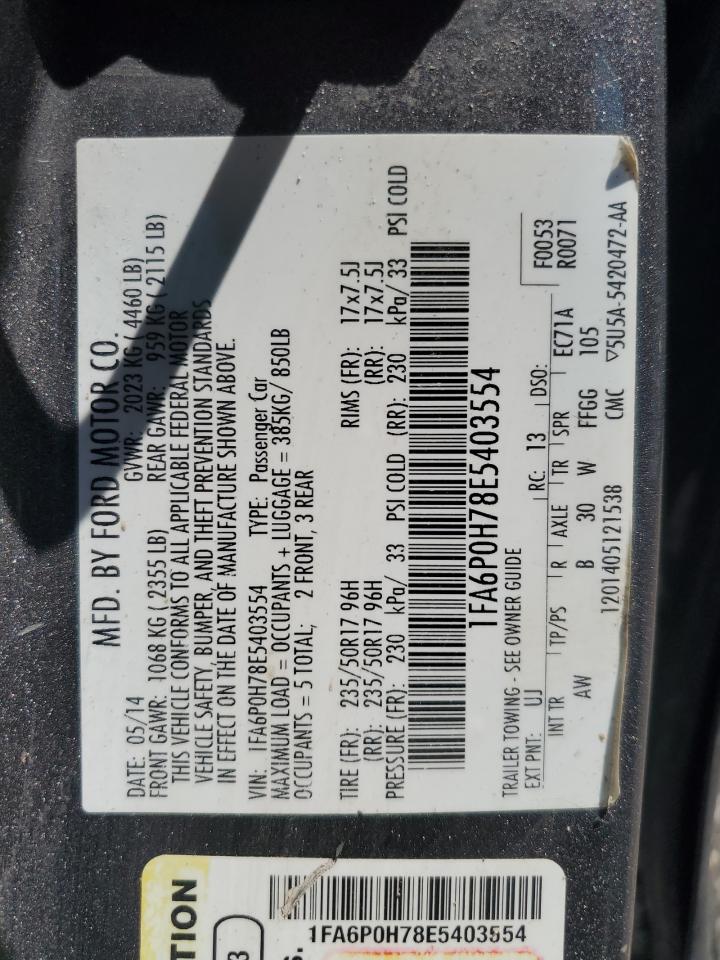 MFD. BY FORD MOTOR CO.
DATE: 05/14 GVWR: 2023 KG ( 4460 LB)
FRONT GAWR: 1068 KG ( 2355 LB) REAR GAWR: 959 KG ( 2115 LB)
THIS VEHICLE CONFORMS TO ALL APPLICABLE FEDERAL MOTOR
VEHICLE SAFETY, BUMPER, AND THEFT PREVENTION STANDARDS
IN EFFECT ON THE DATE OF MANUFACTURE SHOWN ABOVE.
VIN: 1FA6P0H78E5403554 TYPE: Passenger Car
MAXIMUM LOAD = OCCUPANTS + LUGGAGE = 385KG/ 850LB
OCCUPANTS = 5 TOTAL; 2 FRONT, 3 REAR
TIRE (FR): 235/50R17 96H RIMS (FR): 17x7.5J
(RR): 235/50R17 96H (RR): 17x7.5J
PRESSURE (FR): 230 kPa/ 33 PSI COLD (RR): 230 kPa/ 33 PSI COLD
1FA6P0H78E5403554
TRAILER TOWING - SEE OWNER GUIDE F0053
EXT PNT: UJ RC: 13 DSO: R0071
INT TR TP/PS R AXLE TR SPR EC71A
AW B 30 W FFGG 105
1201405121538 CMC ▽5U5A-5420472-AA
TION
3
S.
1FA6P0H78E5403554